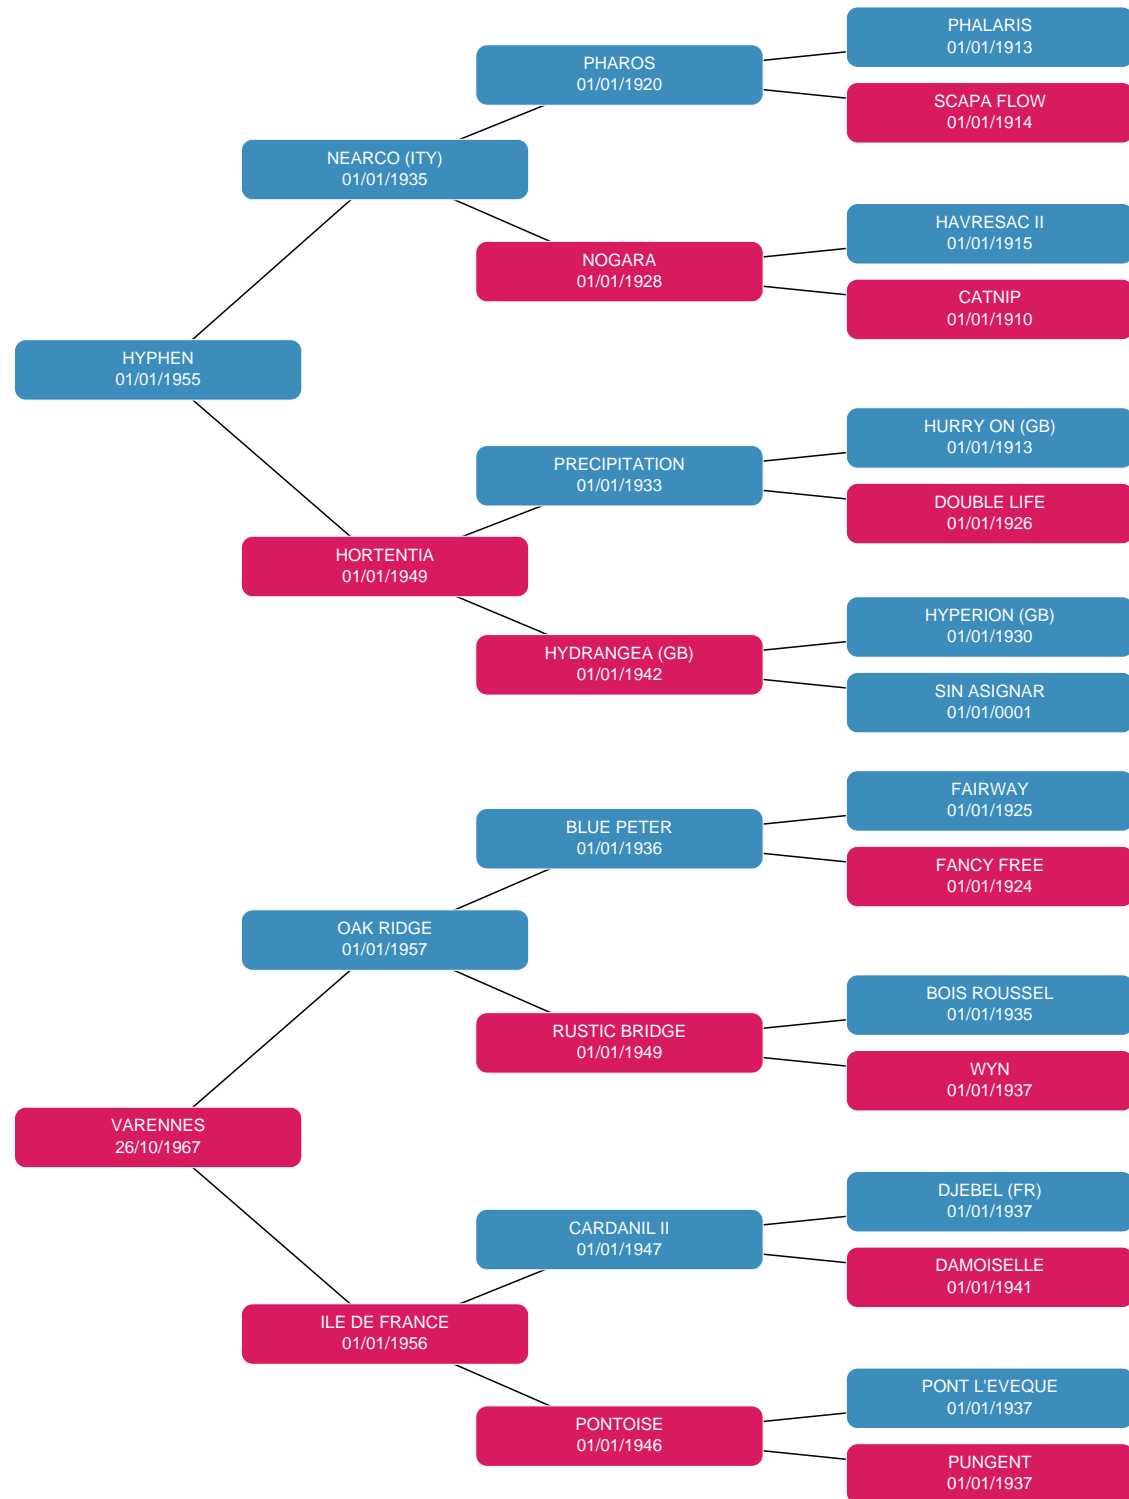 PHALARIS
01/01/1913
PHAROS
01/01/1920
SCAPA FLOW
01/01/1914
NEARCO (ITY)
01/01/1935
HAVRESAC II
01/01/1915
NOGARA
01/01/1928
CATNIP
01/01/1910
HYPHEN
01/01/1955
HURRY ON (GB)
01/01/1913
PRECIPITATION
01/01/1933
DOUBLE LIFE
01/01/1926
HORTENTIA
01/01/1949
HYPERION (GB)
01/01/1930
HYDRANGEA (GB)
01/01/1942
SIN ASIGNAR
01/01/0001
FAIRWAY
01/01/1925
BLUE PETER
01/01/1936
FANCY FREE
01/01/1924
OAK RIDGE
01/01/1957
BOIS ROUSSEL
01/01/1935
RUSTIC BRIDGE
01/01/1949
WYN
01/01/1937
VARENNES
26/10/1967
DJEBEL (FR)
01/01/1937
CARDANIL II
01/01/1947
DAMOISELLE
01/01/1941
ILE DE FRANCE
01/01/1956
PONT L'EVEQUE
01/01/1937
PONTOISE
01/01/1946
PUNGENT
01/01/1937